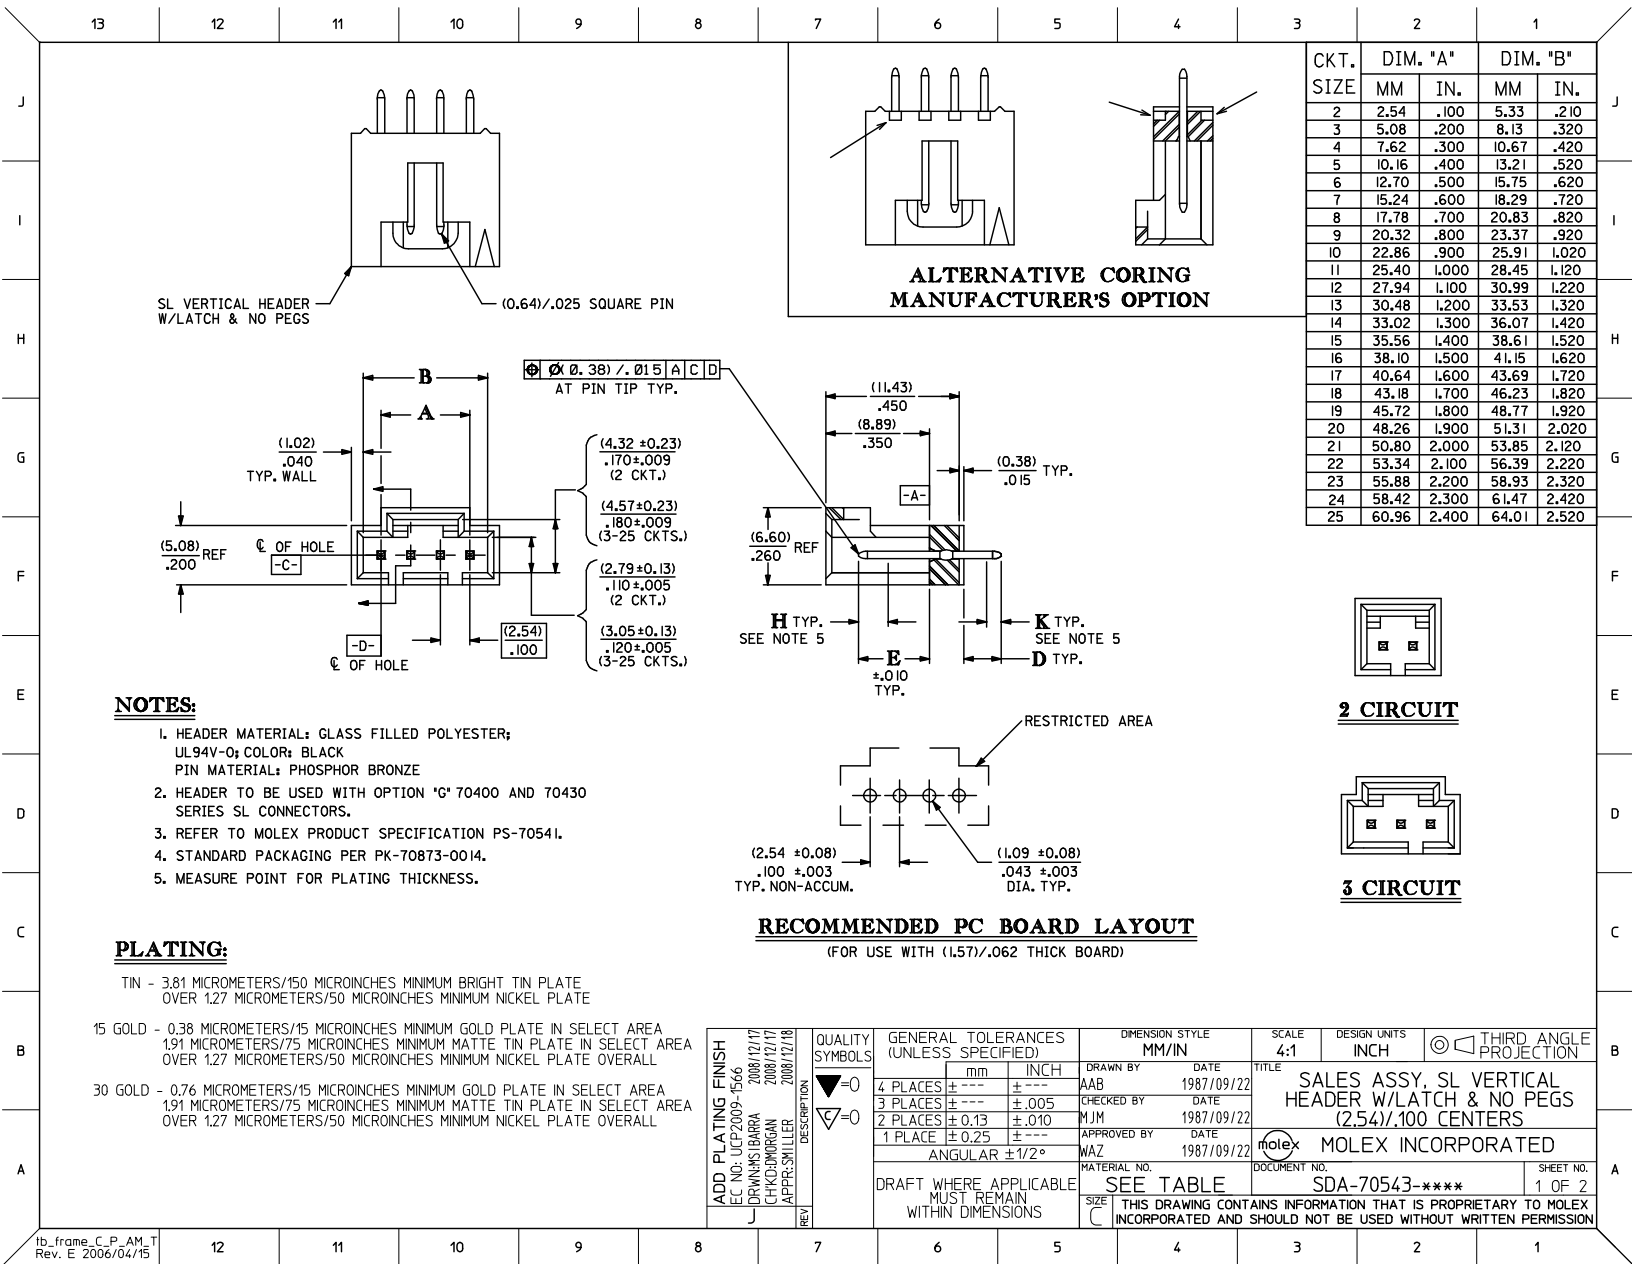 13 12 11 10 9 8 7 6 5 4 3 2 1
J
I
H
G
F
E
D
C
B
A
SL VERTICAL HEADER
W/LATCH & NO PEGS
(0.64)/.025 SQUARE PIN
ALTERNATIVE CORING
MANUFACTURER'S OPTION
CKT. SIZE DIM. "A" DIM. "B"
MM IN. MM IN.
2 2.54 .100 5.33 .210
3 5.08 .200 8.13 .320
4 7.62 .300 10.67 .420
5 10.16 .400 13.21 .520
6 12.70 .500 15.75 .620
7 15.24 .600 18.29 .720
8 17.78 .700 20.83 .820
9 20.32 .800 23.37 .920
10 22.86 .900 25.91 1.020
11 25.40 1.000 28.45 1.120
12 27.94 1.100 30.99 1.220
13 30.48 1.200 33.53 1.320
14 33.02 1.300 36.07 1.420
15 35.56 1.400 38.61 1.520
16 38.10 1.500 41.15 1.620
17 40.64 1.600 43.69 1.720
18 43.18 1.700 46.23 1.820
19 45.72 1.800 48.77 1.920
20 48.26 1.900 51.31 2.020
21 50.80 2.000 53.85 2.120
22 53.34 2.100 56.39 2.220
23 55.88 2.200 58.93 2.320
24 58.42 2.300 61.47 2.420
25 60.96 2.400 64.01 2.520
B
A
(1.02)
.040
TYP. WALL
(5.08)
.200
REF
℄ OF HOLE
-C-
-D-
℄ OF HOLE
(2.54)
.100
(4.32 ±0.23)
.170±.009
(2 CKT.)
(4.57±0.23)
.180±.009
(3-25 CKTS.)
(2.79±0.13)
.110±.005
(2 CKT.)
(3.05±0.13)
.120±.005
(3-25 CKTS.)
⌖ Ø(0.38)/.015 A C D
AT PIN TIP TYP.
(11.43)
.450
(8.89)
.350
(0.38)
.015
TYP.
-A-
(6.60)
.260
REF
H TYP.
SEE NOTE 5
K TYP.
SEE NOTE 5
E
±.010
TYP.
D TYP.
RESTRICTED AREA
(2.54 ±0.08)
.100 ±.003
TYP. NON-ACCUM.
(1.09 ±0.08)
.043 ±.003
DIA. TYP.
RECOMMENDED PC BOARD LAYOUT
(FOR USE WITH (1.57)/.062 THICK BOARD)
2 CIRCUIT
3 CIRCUIT
NOTES:
1. HEADER MATERIAL: GLASS FILLED POLYESTER;
UL94V-0; COLOR: BLACK
PIN MATERIAL: PHOSPHOR BRONZE
2. HEADER TO BE USED WITH OPTION "G" 70400 AND 70430
SERIES SL CONNECTORS.
3. REFER TO MOLEX PRODUCT SPECIFICATION PS-70541.
4. STANDARD PACKAGING PER PK-70873-0014.
5. MEASURE POINT FOR PLATING THICKNESS.
PLATING:
TIN - 3.81 MICROMETERS/150 MICROINCHES MINIMUM BRIGHT TIN PLATE
OVER 1.27 MICROMETERS/50 MICROINCHES MINIMUM NICKEL PLATE
15 GOLD - 0.38 MICROMETERS/15 MICROINCHES MINIMUM GOLD PLATE IN SELECT AREA
1.91 MICROMETERS/75 MICROINCHES MINIMUM MATTE TIN PLATE IN SELECT AREA
OVER 1.27 MICROMETERS/50 MICROINCHES MINIMUM NICKEL PLATE OVERALL
30 GOLD - 0.76 MICROMETERS/15 MICROINCHES MINIMUM GOLD PLATE IN SELECT AREA
1.91 MICROMETERS/75 MICROINCHES MINIMUM MATTE TIN PLATE IN SELECT AREA
OVER 1.27 MICROMETERS/50 MICROINCHES MINIMUM NICKEL PLATE OVERALL
ADD PLATING FINISH
EC NO: UCP2009-1566
DRWN:MSIBARRA 2008/12/17
CH'KD:DMORGAN 2008/12/17
APPR:SMILLER 2008/12/18
J
REV
DESCRIPTION
QUALITY
SYMBOLS
▼=0
C=0
GENERAL TOLERANCES
(UNLESS SPECIFIED)
mm INCH
4 PLACES ±--- ±---
3 PLACES ±--- ±.005
2 PLACES ±0.13 ±.010
1 PLACE ±0.25 ±---
ANGULAR ±1/2°
DRAFT WHERE APPLICABLE
MUST REMAIN
WITHIN DIMENSIONS
DIMENSION STYLE
MM/IN
SCALE
4:1
DESIGN UNITS
INCH
THIRD ANGLE
PROJECTION
DRAWN BY DATE
AAB 1987/09/22
CHECKED BY DATE
MJM 1987/09/22
APPROVED BY DATE
WAZ 1987/09/22
TITLE
SALES ASSY, SL VERTICAL
HEADER W/LATCH & NO PEGS
(2.54)/.100 CENTERS
molex MOLEX INCORPORATED
MATERIAL NO.
SEE TABLE
DOCUMENT NO.
SDA-70543-****
SHEET NO.
1 OF 2
SIZE
C
THIS DRAWING CONTAINS INFORMATION THAT IS PROPRIETARY TO MOLEX
INCORPORATED AND SHOULD NOT BE USED WITHOUT WRITTEN PERMISSION
J
I
H
G
F
E
D
C
B
A
tb_frame_C_P_AM_T
Rev. E 2006/04/15
12 11 10 9 8 7 6 5 4 3 2 1